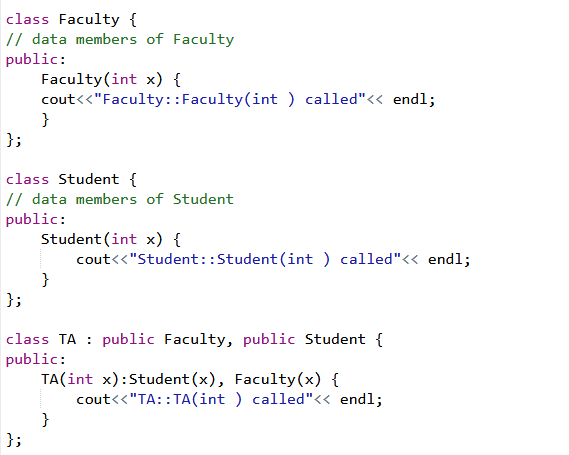 class Faculty {
// data members of Faculty
public:
    Faculty(int x) {
    cout<<"Faculty::Faculty(int ) called"<< endl;
    }
};

class Student {
// data members of Student
public:
    Student(int x) {
        cout<<"Student::Student(int ) called"<< endl;
    }
};

class TA : public Faculty, public Student {
public:
    TA(int x):Student(x), Faculty(x) {
        cout<<"TA::TA(int ) called"<< endl;
    }
};